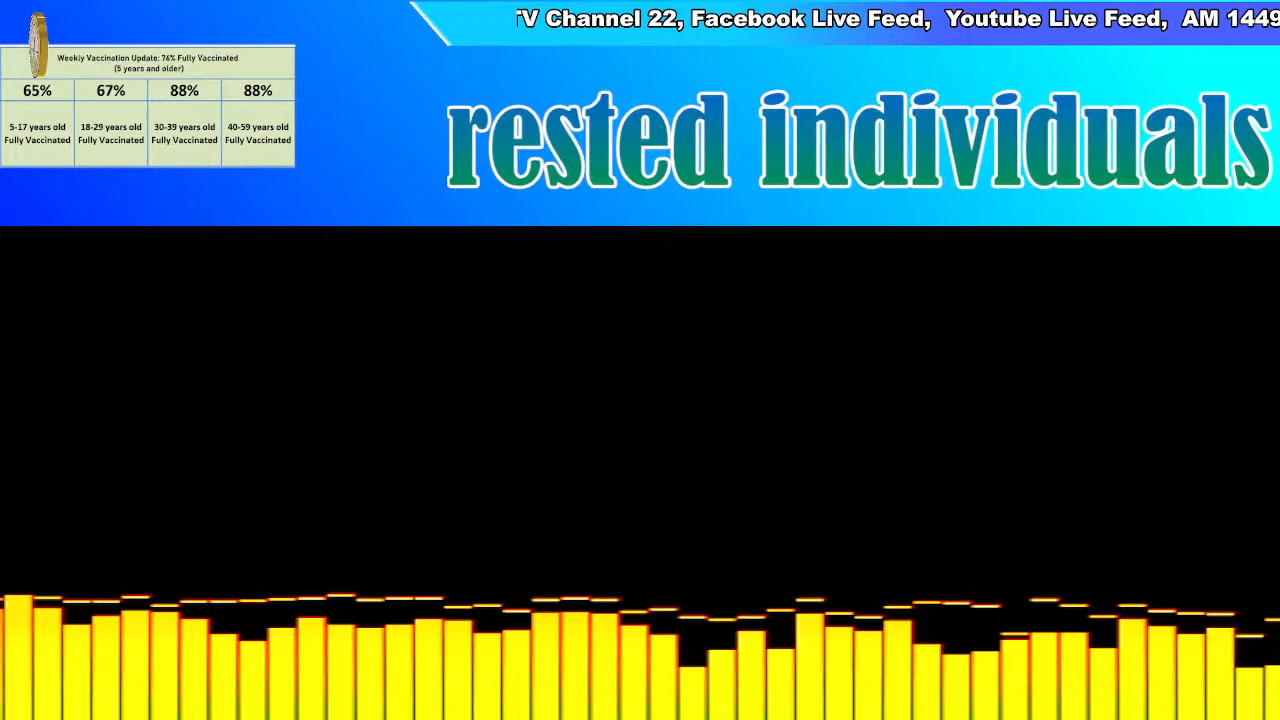 'V Channel 22, Facebook Live Feed, Youtube Live Feed, AM 1449
Weekly Vaccination Update: 76% Fully Vaccinated
(5 years and older)
65% 67% 88% 88%
5-17 years old 18-29 years old 30-39 years old 40-59 years old
Fully Vaccinated Fully Vaccinated Fully Vaccinated Fully Vaccinated
rested individuals